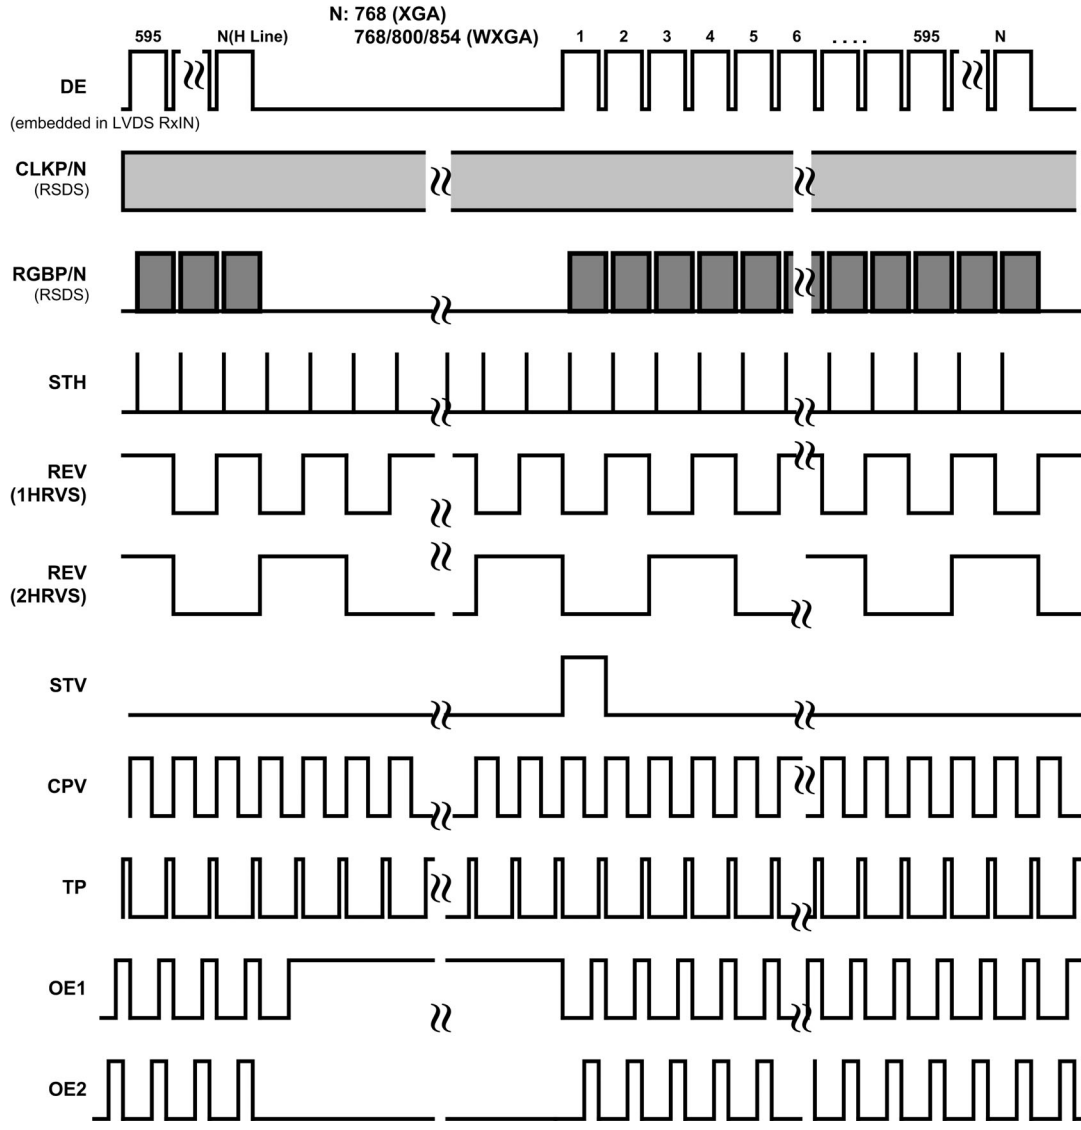 N: 768 (XGA)
768/800/854 (WXGA)
595 N(H Line) 1 2 3 4 5 6 .... 595 N
DE
(embedded in LVDS RxIN)
CLKP/N
(RSDS)
RGBP/N
(RSDS)
STH
REV
(1HRVS)
REV
(2HRVS)
STV
CPV
TP
OE1
OE2